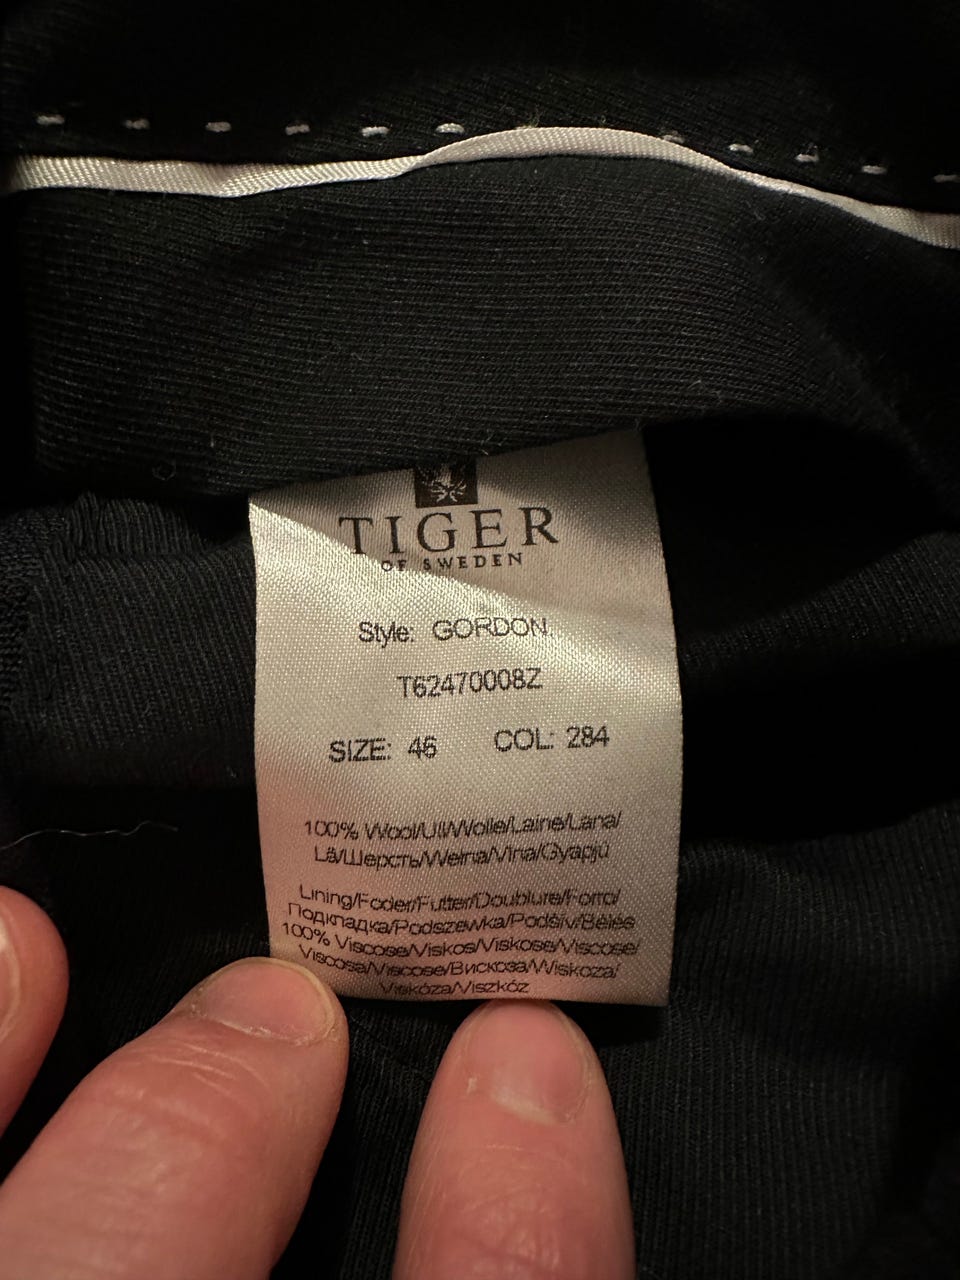 TIGER
OF SWEDEN
Style: GORDON
T62470008Z
SIZE: 46 COL: 284
100% Wool/Ull/Wolle/Laine/Lana/
Lã/Шерсть/Wełna/Vlna/Gyapjú
Lining/Foder/Futter/Doublure/Forro/
Подкладка/Podszewka/Podšív/Bélés
100% Viscose/Viskos/Viskose/Viscose/
Viscosa/Viscose/Вискоза/Wiskoza/
Viskóza/Viszkóz